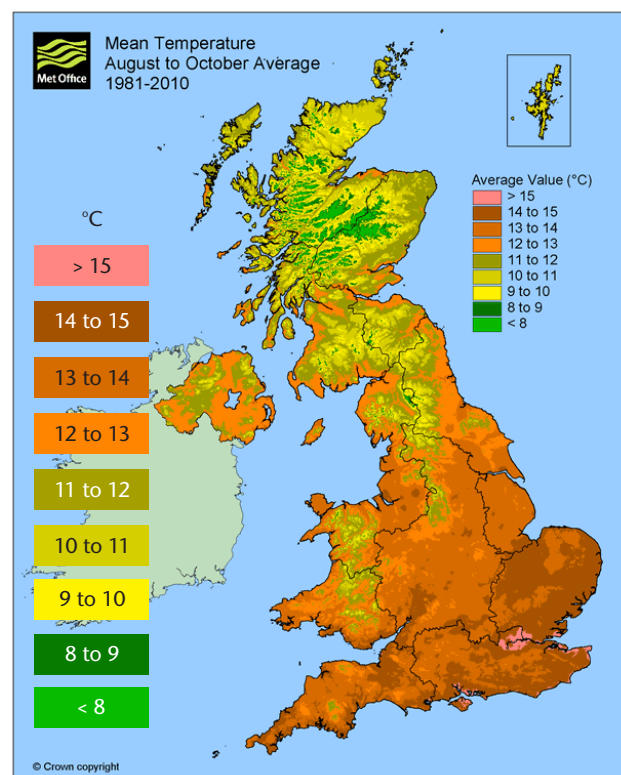 Met Office
Mean Temperature
August to October Average
1981-2010
Average Value (°C)
> 15
14 to 15
13 to 14
12 to 13
11 to 12
10 to 11
9 to 10
8 to 9
< 8
°C
> 15
14 to 15
13 to 14
12 to 13
11 to 12
10 to 11
9 to 10
8 to 9
< 8
© Crown copyright